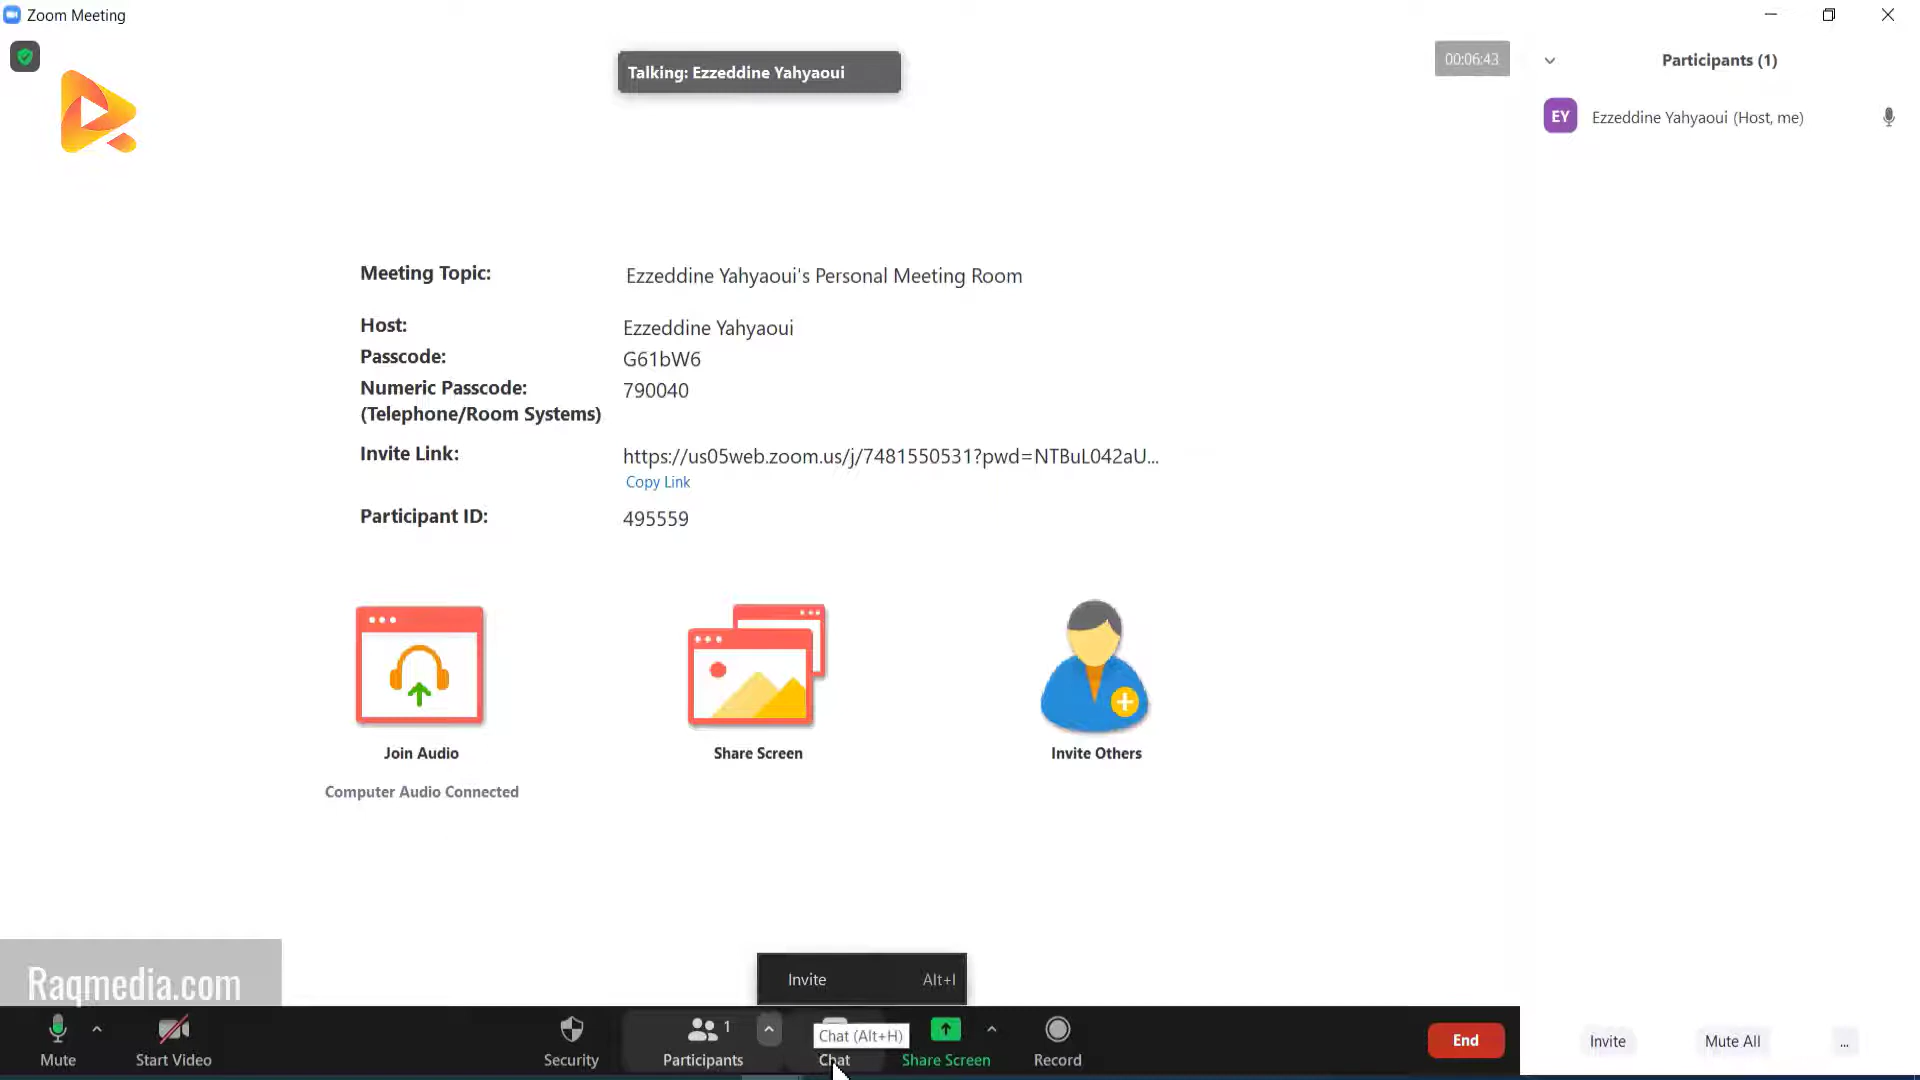 Zoom Meeting
Talking: Ezzeddine Yahyaoui
00:06:43
Participants (1)
EY
Ezzeddine Yahyaoui (Host, me)
Meeting Topic:
Ezzeddine Yahyaoui's Personal Meeting Room
Host:
Ezzeddine Yahyaoui
Passcode:
G61bW6
Numeric Passcode:
(Telephone/Room Systems)
790040
Invite Link:
https://us05web.zoom.us/j/7481550531?pwd=NTBuL042aU...
Copy Link
Participant ID:
495559
Join Audio
Share Screen
Invite Others
Computer Audio Connected
Raqmedia.com
Invite Alt+I
Mute
Start Video
Security
Participants 1
Chat (Alt+H)
Chat
Share Screen
Record
End
Invite
Mute All
...